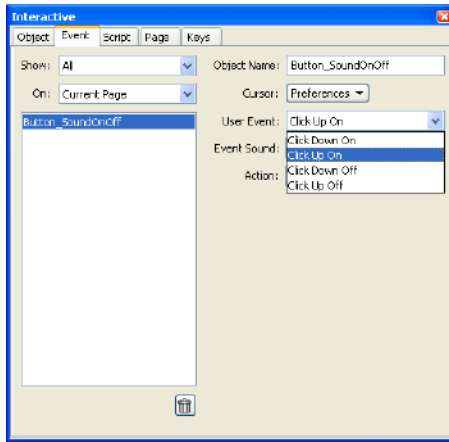 Interactive
Object Event Script Page Keys
Show: All
On: Current Page
Button_SoundOnOff
Object Name: Button_SoundOnOff
Cursor: Preferences
User Event: Click Up On
Event Sound:
Action:
Click Down On
Click Up On
Click Down Off
Click Up Off